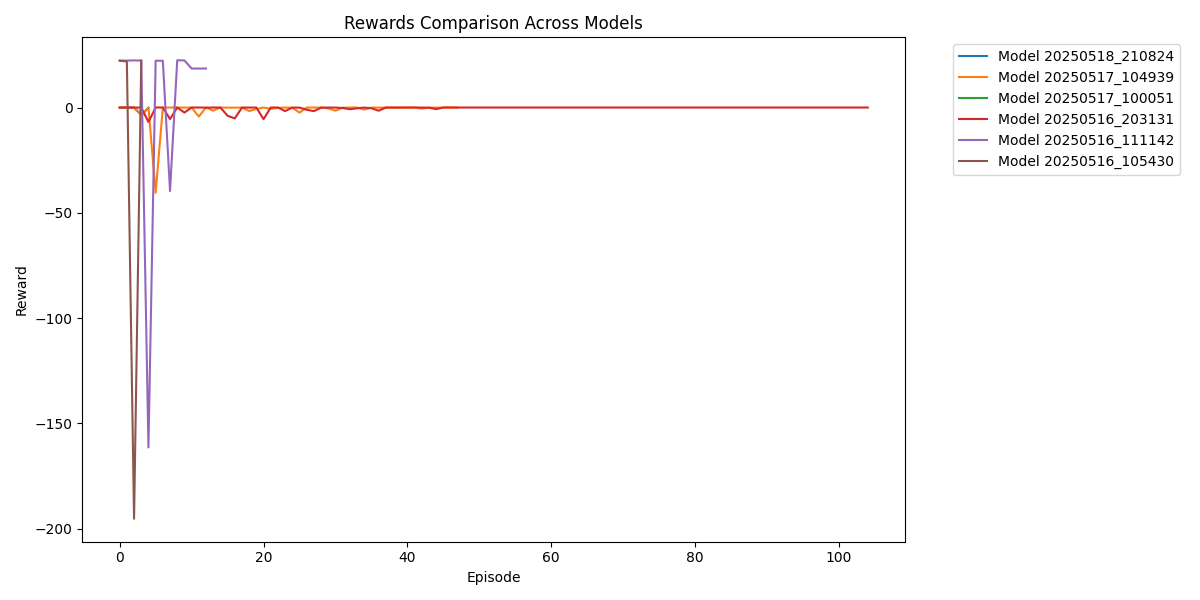 Rewards Comparison Across Models
Model 20250518_210824
Model 20250517_104939
Model 20250517_100051
Model 20250516_203131
Model 20250516_111142
Model 20250516_105430
Reward
0
−50
−100
−150
−200
0 20 40 60 80 100
Episode